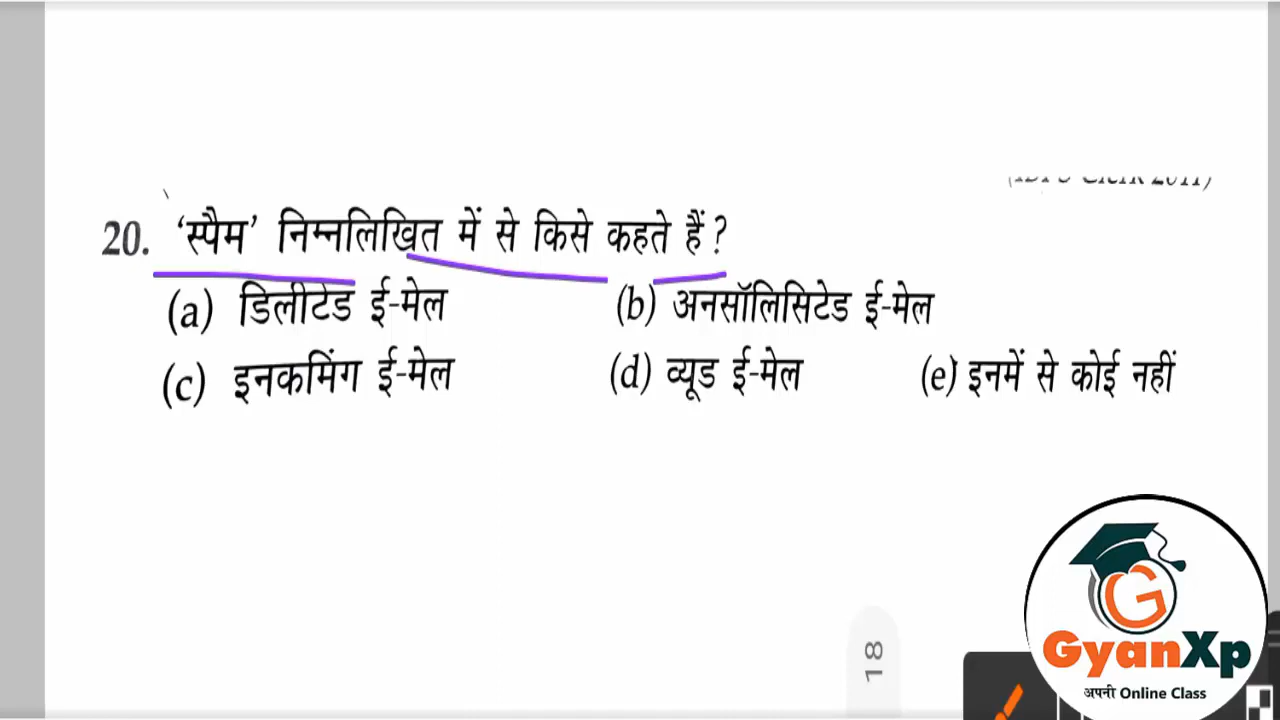 20. ‘स्पैम’ निम्नलिखित में से किसे कहते हैं ?
(a) डिलीटेड ई-मेल (b) अनसॉलिसिटेड ई-मेल
(c) इनकमिंग ई-मेल (d) व्यूड ई-मेल (e) इनमें से कोई नहीं
18
G
GyanXp
अपनी Online Class